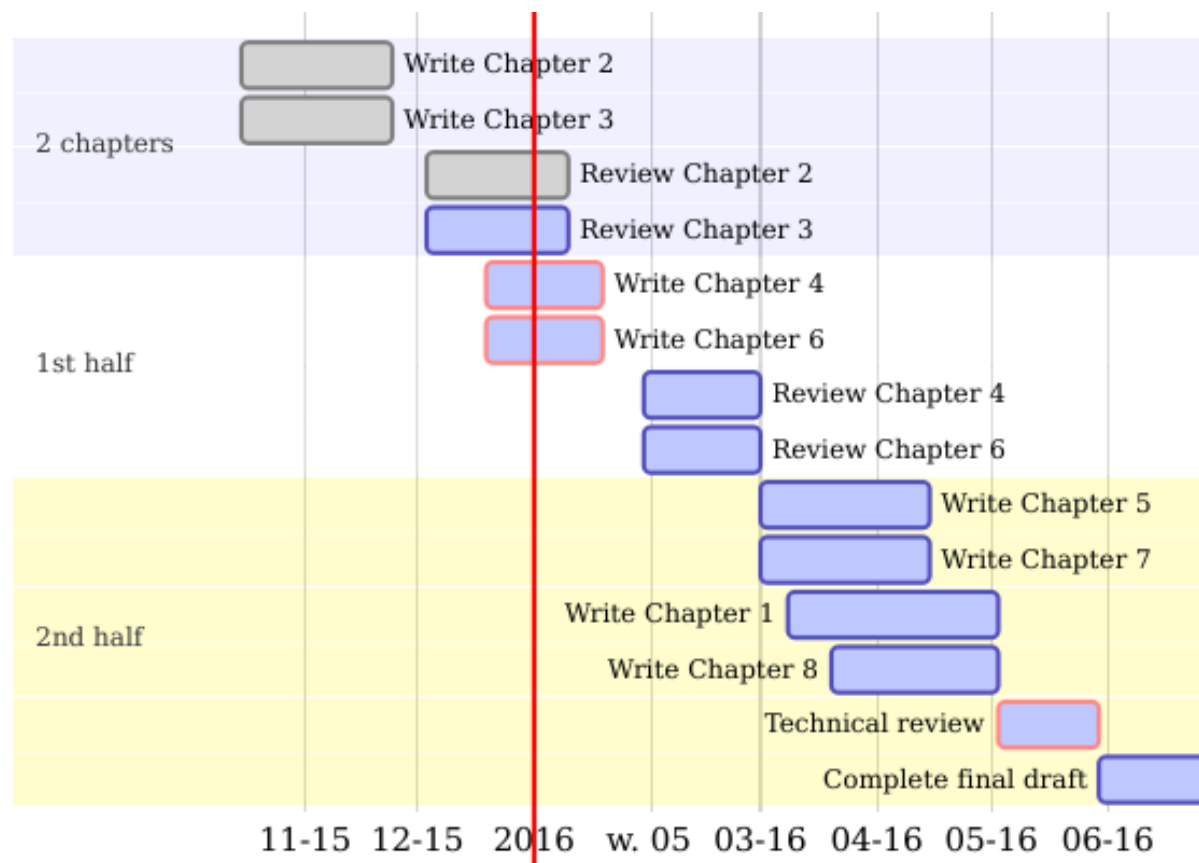 Write Chapter 2
Write Chapter 3
2 chapters
Review Chapter 2
Review Chapter 3
Write Chapter 4
Write Chapter 6
1st half
Review Chapter 4
Review Chapter 6
Write Chapter 5
Write Chapter 7
Write Chapter 1
2nd half
Write Chapter 8
Technical review
Complete final draft
11-15 12-15 2016 w. 05 03-16 04-16 05-16 06-16